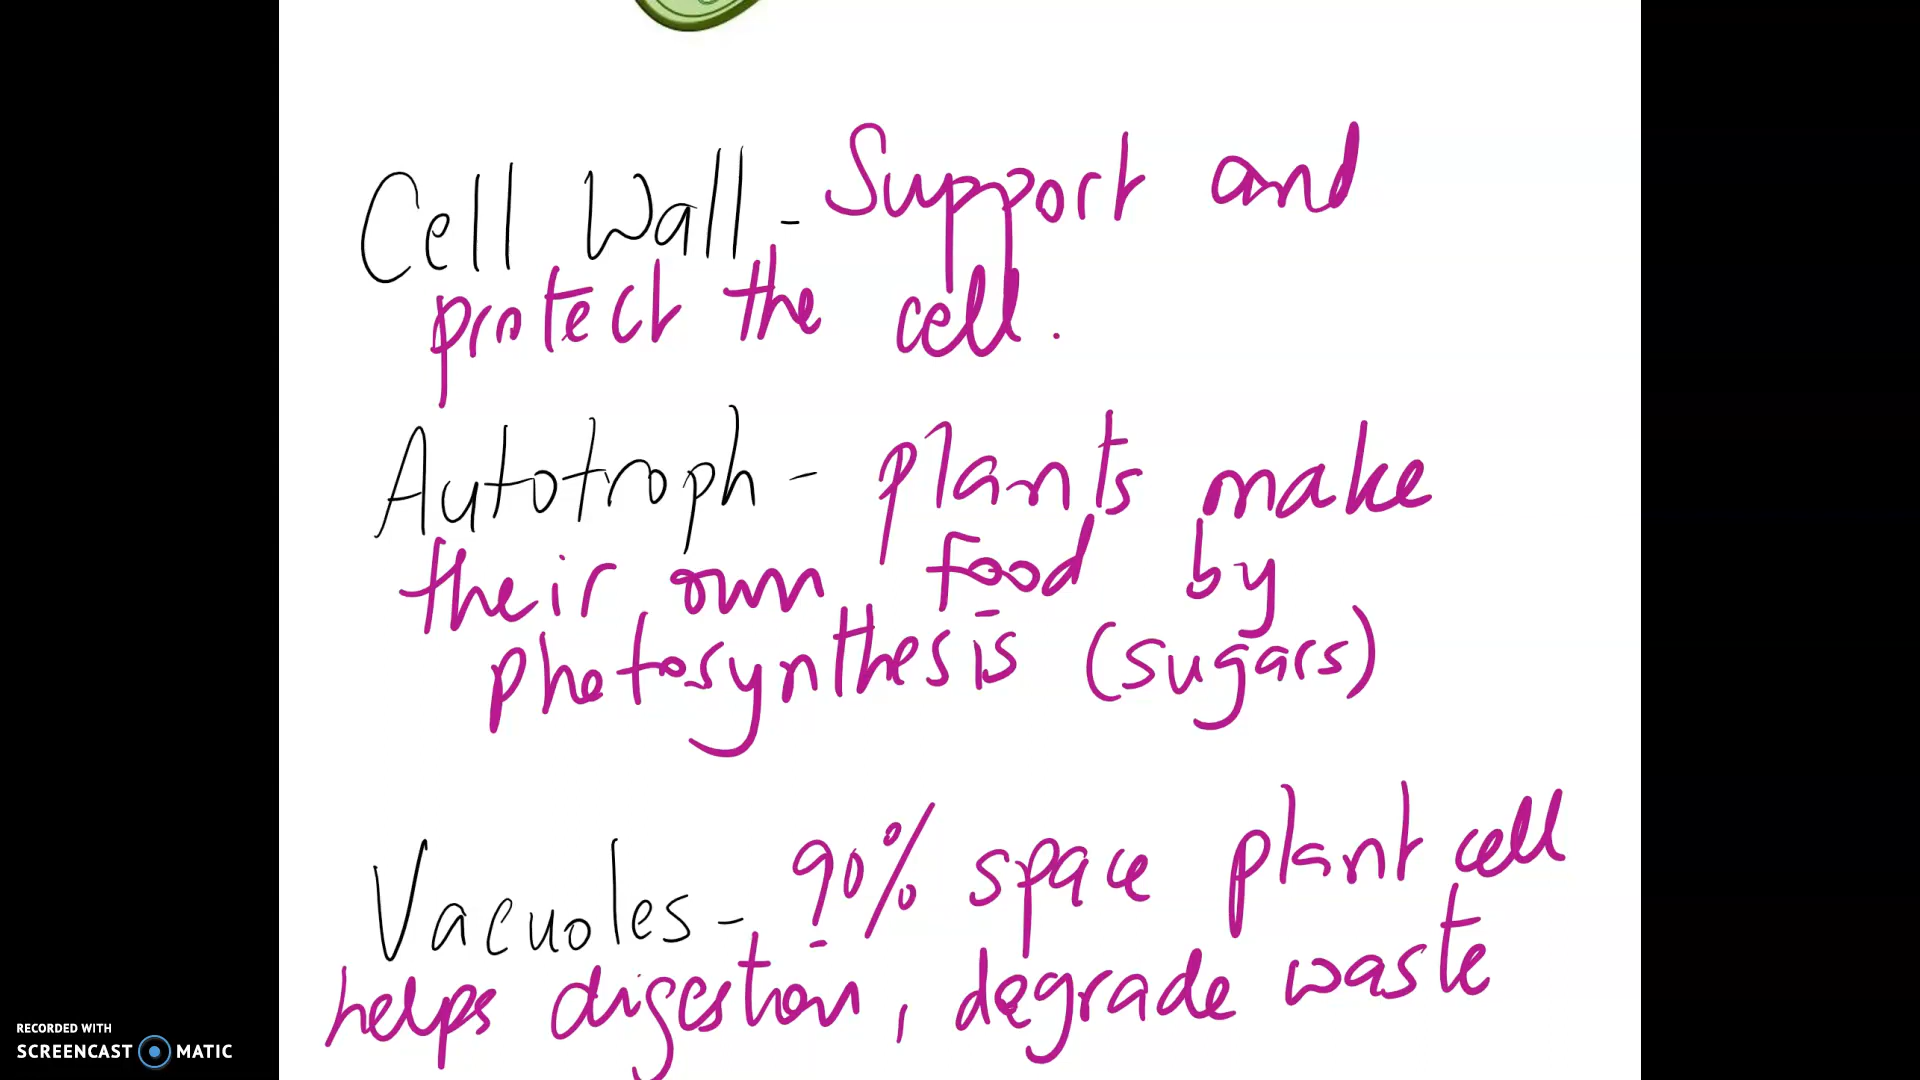 Cell Wall - Support and
protect the cell.
Autotroph - plants make
their own food by
photosynthesis (sugars)
Vacuoles - 90% space plant cell
helps digestion, degrade waste
RECORDED WITH
SCREENCAST MATIC